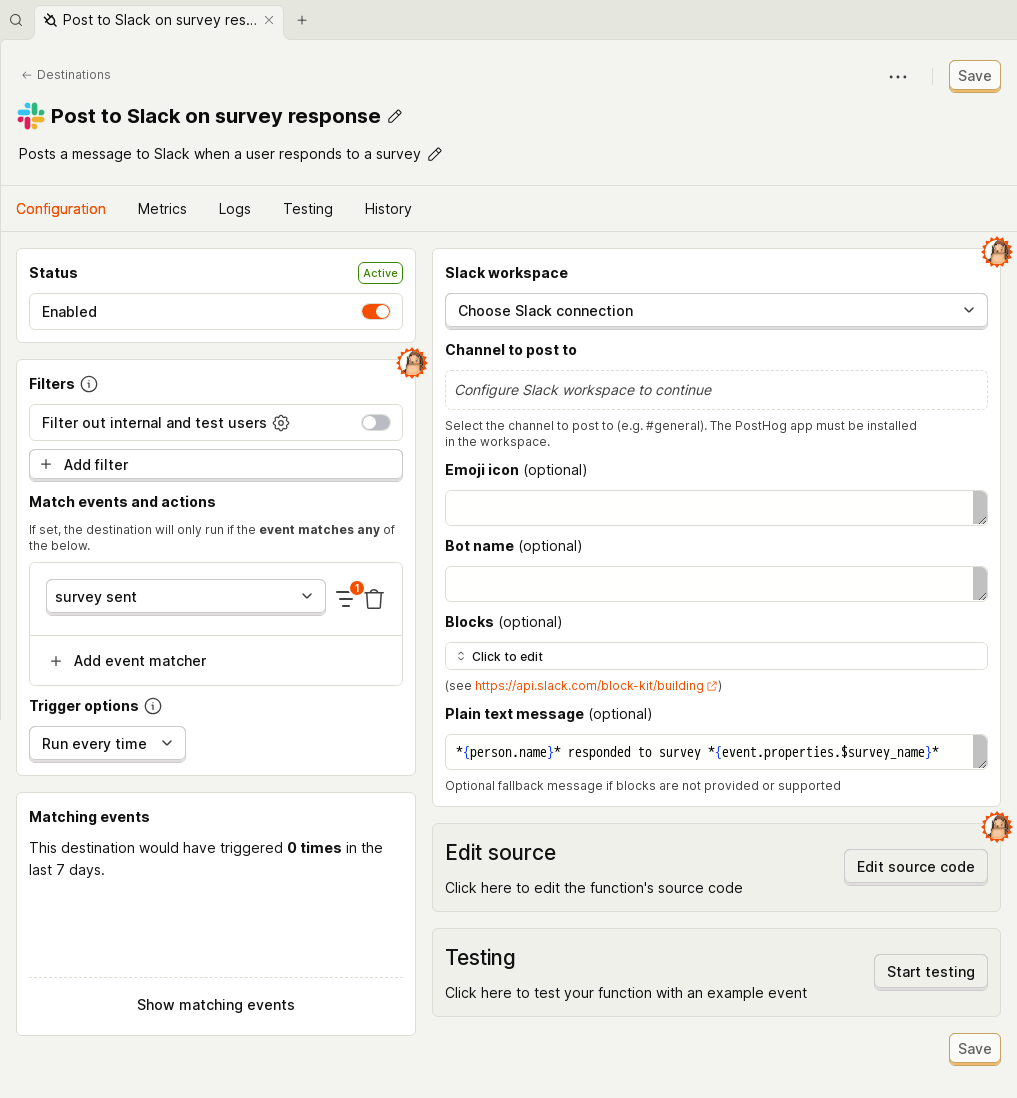 Post to Slack on survey res...
Destinations
Save
Post to Slack on survey response
Posts a message to Slack when a user responds to a survey
Configuration
Metrics
Logs
Testing
History
Status
Active
Enabled
Filters
Filter out internal and test users
Add filter
Match events and actions
If set, the destination will only run if the event matches any of
the below.
survey sent
1
Add event matcher
Trigger options
Run every time
Matching events
This destination would have triggered 0 times in the
last 7 days.
Show matching events
Slack workspace
Choose Slack connection
Channel to post to
Configure Slack workspace to continue
Select the channel to post to (e.g. #general). The PostHog app must be installed
in the workspace.
Emoji icon (optional)
Bot name (optional)
Blocks (optional)
Click to edit
(see https://api.slack.com/block-kit/building)
Plain text message (optional)
*{person.name}* responded to survey *{event.properties.$survey_name}*
Optional fallback message if blocks are not provided or supported
Edit source
Click here to edit the function's source code
Edit source code
Testing
Click here to test your function with an example event
Start testing
Save